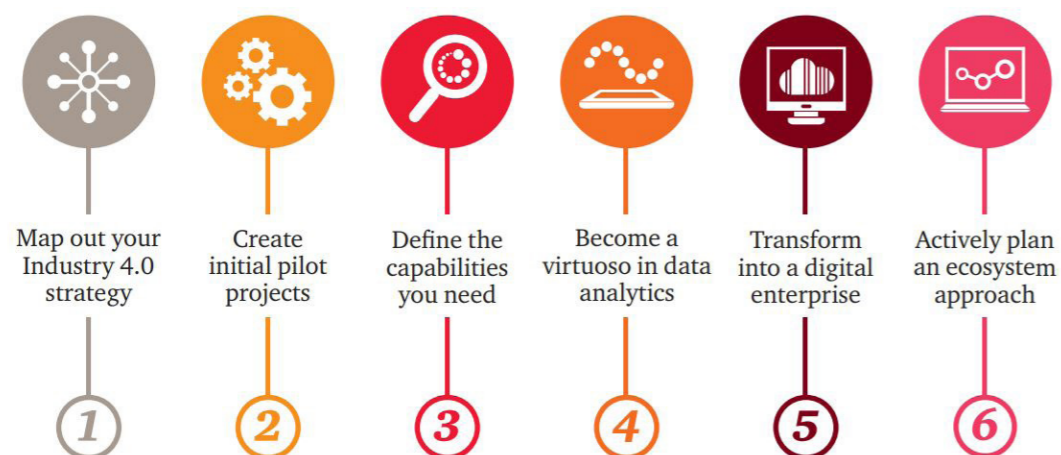 Map out your
Industry 4.0
strategy
1
Create
initial pilot
projects
2
Define the
capabilities
you need
3
Become a
virtuoso in data
analytics
4
Transform
into a digital
enterprise
5
Actively plan
an ecosystem
approach
6